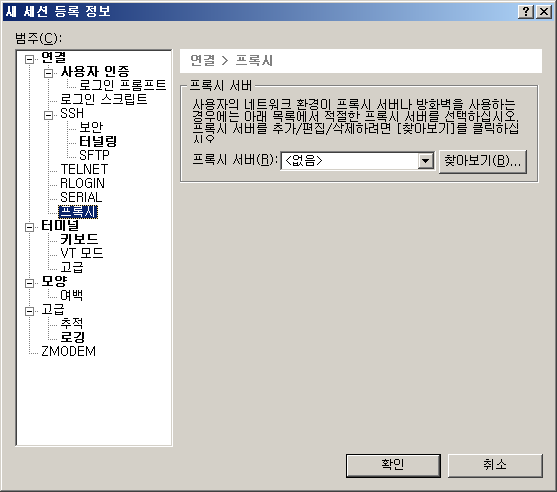 새 세션 등록 정보
범주(C):
연결
사용자 인증
로그인 프롬프트
로그인 스크립트
SSH
보안
터널링
SFTP
TELNET
RLOGIN
SERIAL
프록시
터미널
키보드
VT 모드
고급
모양
여백
고급
추적
로깅
ZMODEM
연결 > 프록시
프록시 서버
사용자의 네트워크 환경이 프록시 서버나 방화벽을 사용하는
경우에는 아래 목록에서 적절한 프록시 서버를 선택하십시오.
프록시 서버를 추가/편집/삭제하려면 [찾아보기]를 클릭하십
시오
프록시 서버(R): <없음> 찾아보기(B)...
확인 취소